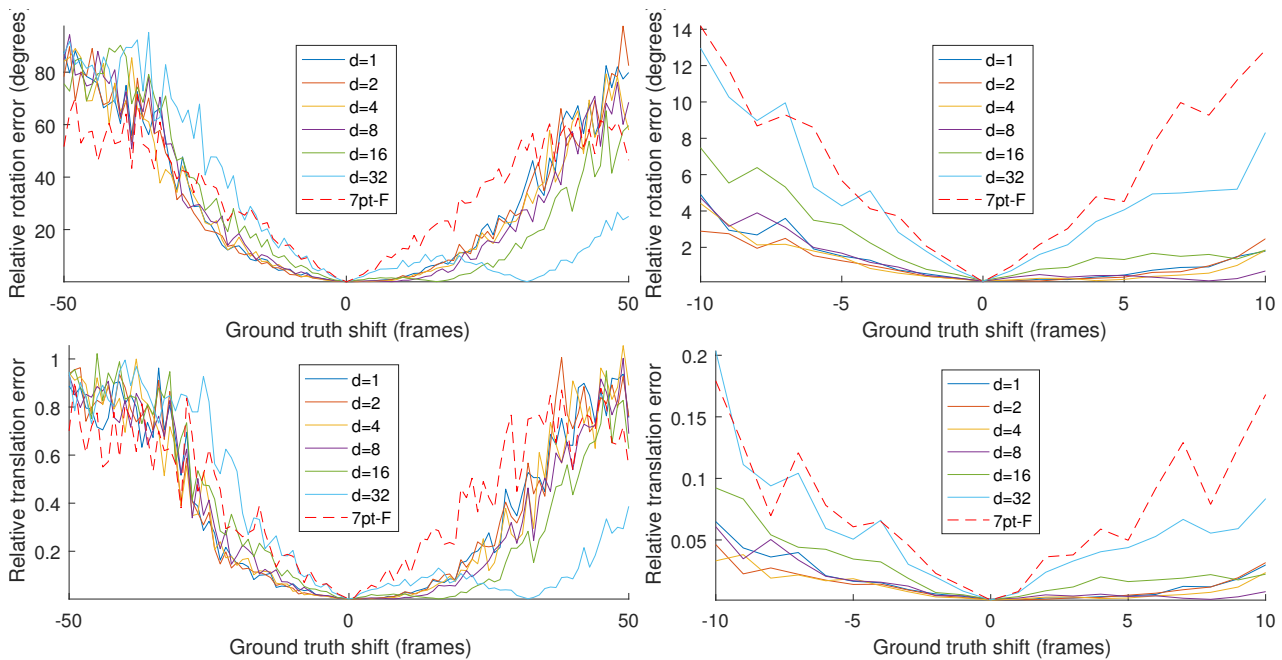 Relative rotation error (degrees)
80
60
40
20
-50
0
50
Ground truth shift (frames)
d=1
d=2
d=4
d=8
d=16
d=32
7pt-F
Relative rotation error (degrees)
14
12
10
8
6
4
2
-10
-5
0
5
10
Ground truth shift (frames)
d=1
d=2
d=4
d=8
d=16
d=32
7pt-F
Relative translation error
1
0.8
0.6
0.4
0.2
-50
0
50
Ground truth shift (frames)
d=1
d=2
d=4
d=8
d=16
d=32
7pt-F
Relative translation error
0.2
0.15
0.1
0.05
-10
-5
0
5
10
Ground truth shift (frames)
d=1
d=2
d=4
d=8
d=16
d=32
7pt-F